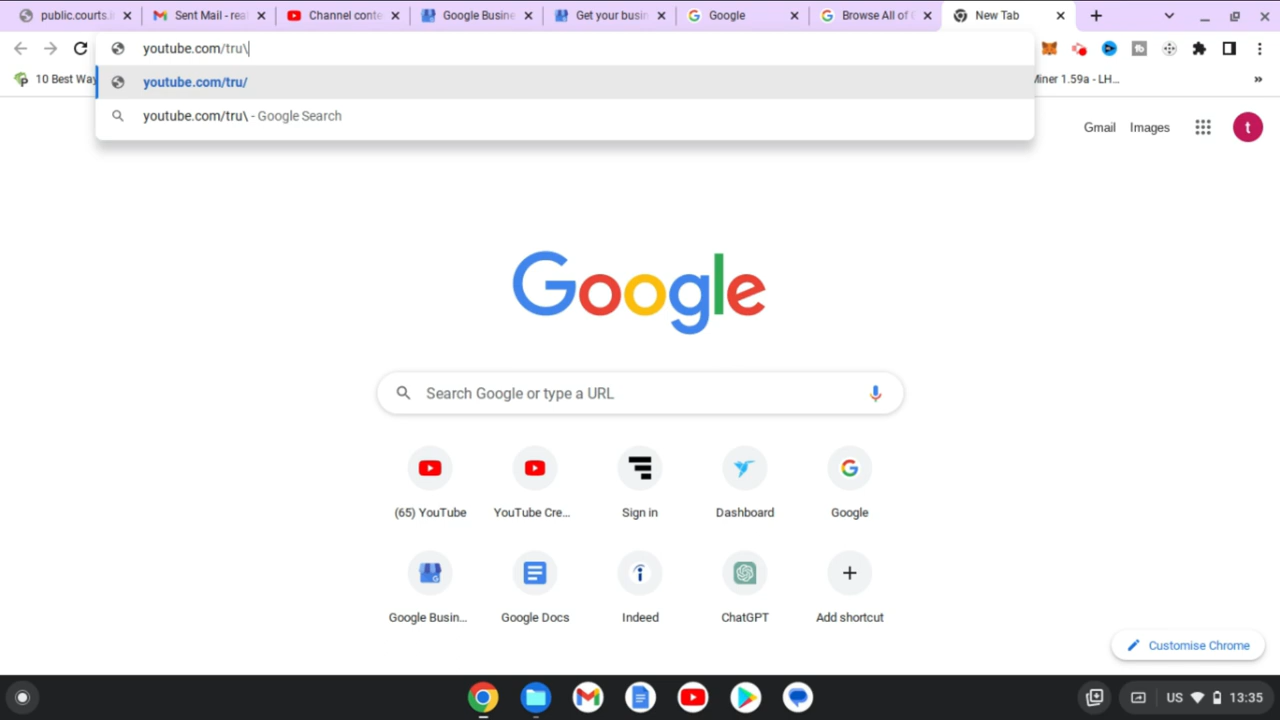 public.courts.i
Sent Mail - rea
Channel conte
Google Busine
Get your busin
Google
Browse All of
New Tab
youtube.com/tru\
10 Best Way
youtube.com/tru/
Miner 1.59a - LH...
youtube.com/tru\ - Google Search
Gmail
Images
t
Google
Search Google or type a URL
(65) YouTube
YouTube Cre...
Sign in
Dashboard
Google
Google Busin...
Google Docs
Indeed
ChatGPT
Add shortcut
Customise Chrome
US
13:35